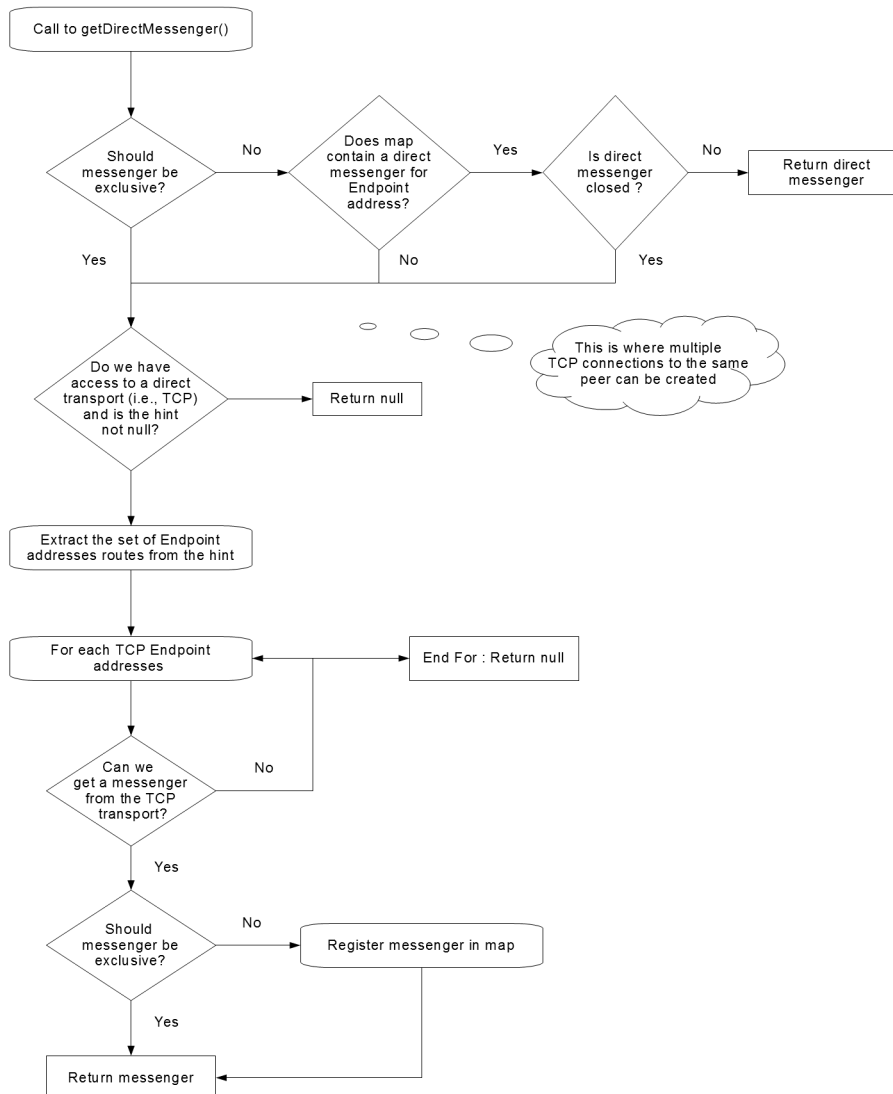 Call to getDirectMessenger()
Should
messenger be
exclusive?
No
Does map
contain a direct
messenger for
Endpoint
address?
Yes
Is direct
messenger
closed ?
No
Return direct
messenger
Yes
No
Yes
This is where multiple
TCP connections to the same
peer can be created
Do we have
access to a direct
transport (i.e., TCP)
and is the hint
not null?
Return null
Extract the set of Endpoint
addresses routes from the hint
For each TCP Endpoint
addresses
End For : Return null
Can we
get a messenger
from the TCP
transport?
No
Yes
Should
messenger be
exclusive?
No
Register messenger in map
Yes
Return messenger